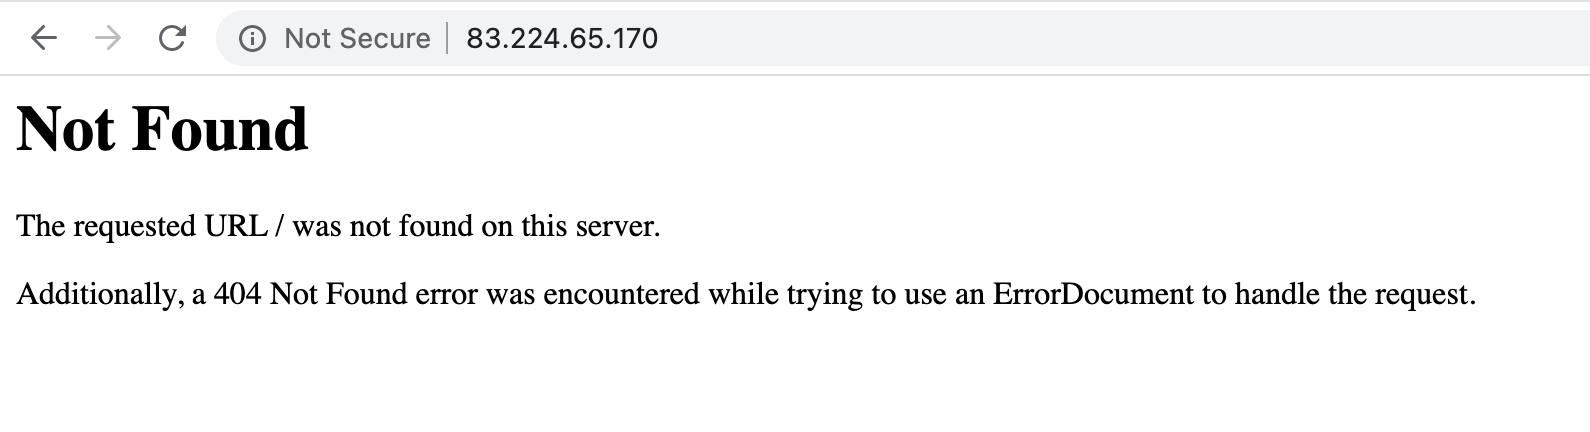 Not Secure 83.224.65.170
Not Found
The requested URL / was not found on this server.
Additionally, a 404 Not Found error was encountered while trying to use an ErrorDocument to handle the request.